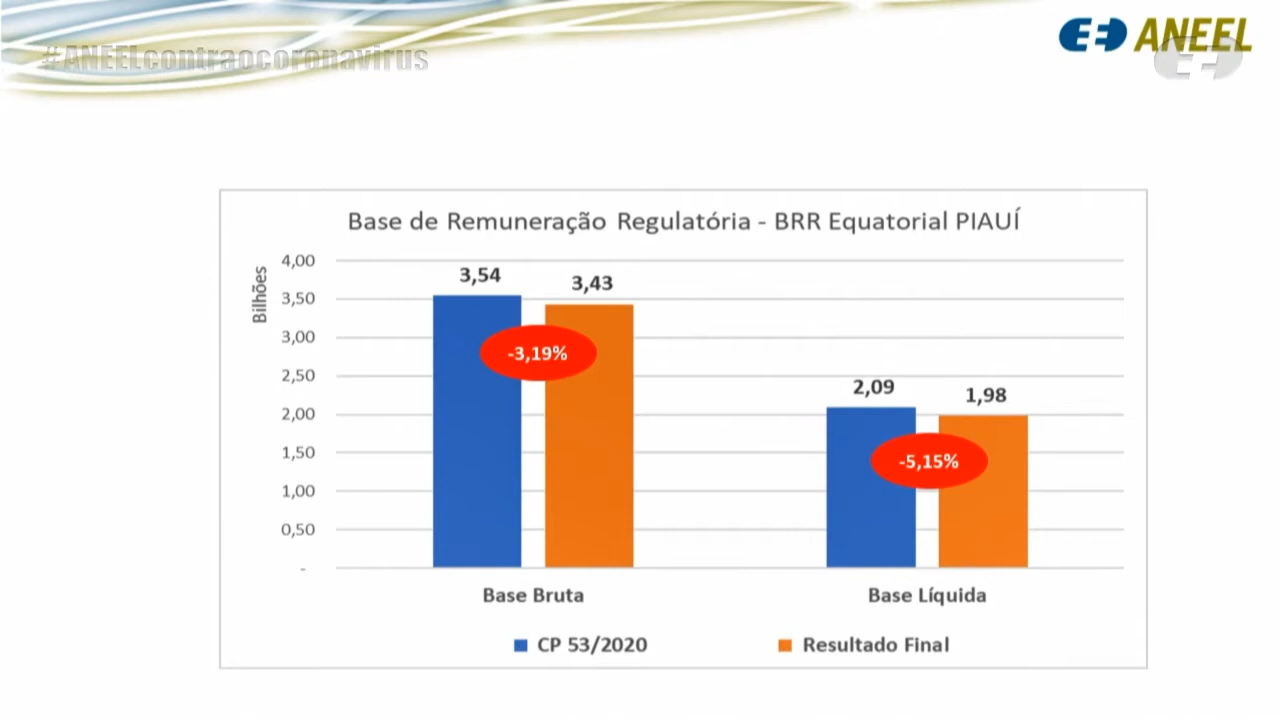 #ANEELcontraocoronavirus
ANEEL
Base de Remuneração Regulatória - BRR Equatorial PIAUÍ
Bilhões
4,00
3,50
3,00
2,50
2,00
1,50
1,00
0,50
-
3,54
3,43
-3,19%
2,09
1,98
-5,15%
Base Bruta
Base Líquida
CP 53/2020
Resultado Final